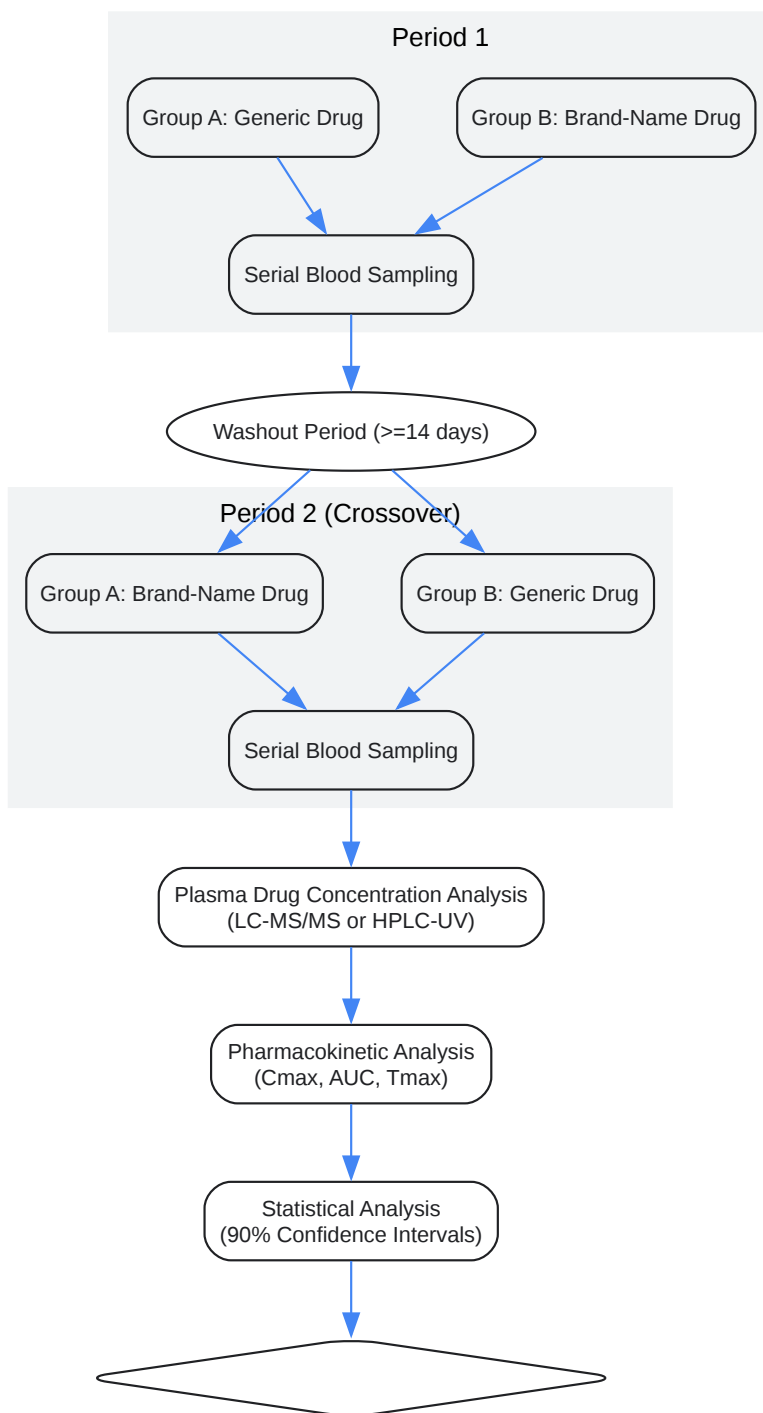 Period 1
Group A: Generic Drug
Group B: Brand-Name Drug
Serial Blood Sampling
Washout Period (>=14 days)
Period 2 (Crossover)
Group A: Brand-Name Drug
Group B: Generic Drug
Serial Blood Sampling
Plasma Drug Concentration Analysis
(LC-MS/MS or HPLC-UV)
Pharmacokinetic Analysis
(Cmax, AUC, Tmax)
Statistical Analysis
(90% Confidence Intervals)